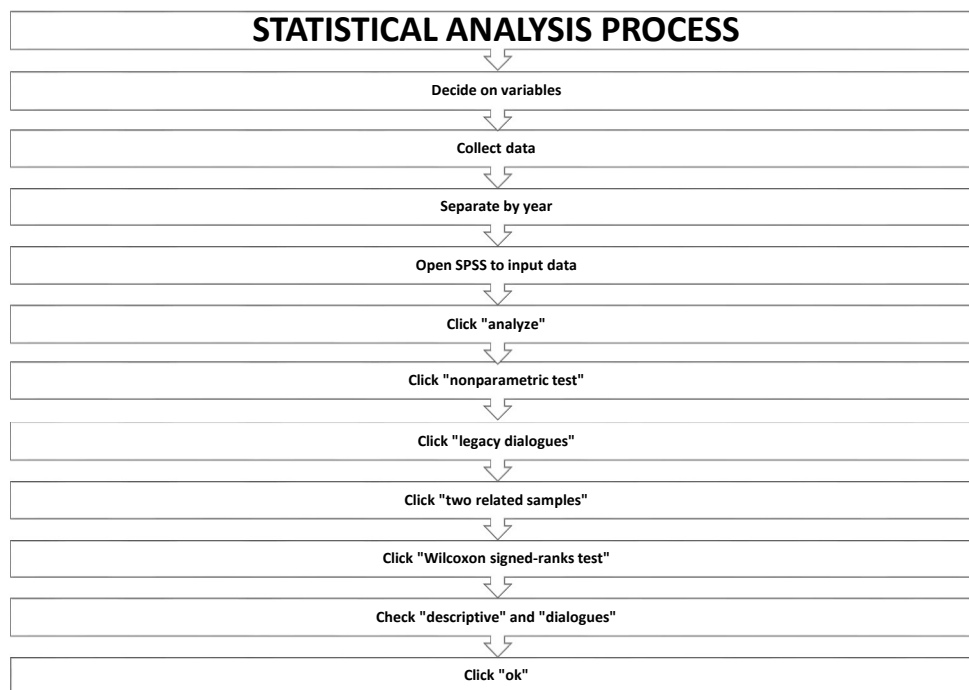 STATISTICAL ANALYSIS PROCESS
Decide on variables
Collect data
Separate by year
Open SPSS to input data
Click "analyze"
Click "nonparametric test"
Click "legacy dialogues"
Click "two related samples"
Click "Wilcoxon signed-ranks test"
Check "descriptive" and "dialogues"
Click "ok"